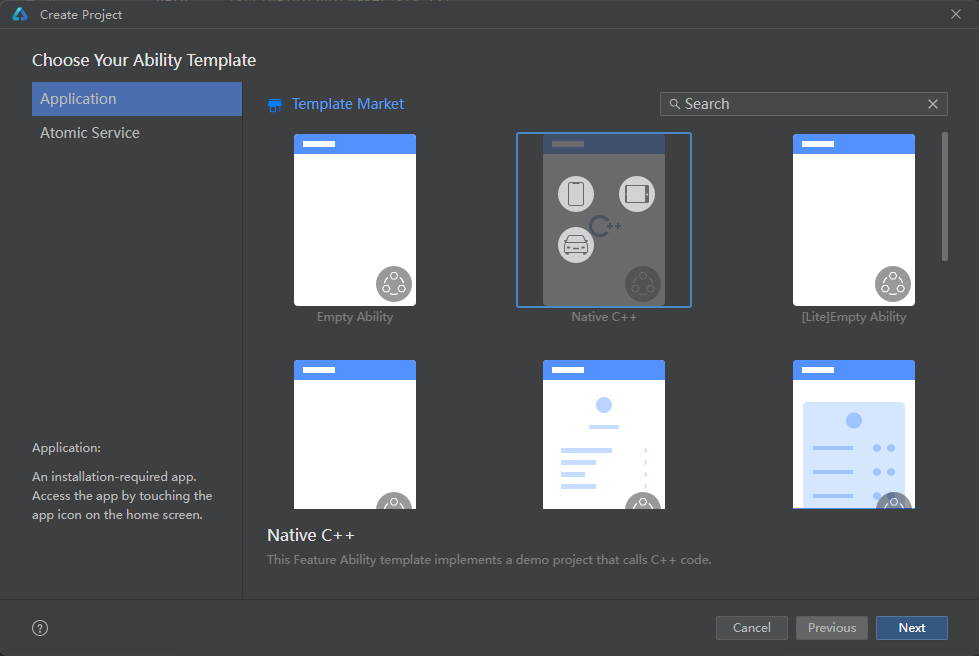 Create Project
Choose Your Ability Template
Application
Atomic Service
Template Market
Search
C++
Empty Ability
Native C++
[Lite]Empty Ability
Application:
An installation-required app.
Access the app by touching the
app icon on the home screen.
Native C++
This Feature Ability template implements a demo project that calls C++ code.
?
Cancel
Previous
Next